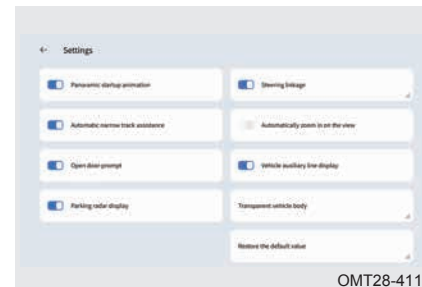 ← Settings
Panoramic startup animation
Steering linkage
Automatic narrow track assistance
Automatically zoom in on the view
Open door prompt
Vehicle auxiliary line display
Parking radar display
Transparent vehicle body
Restore the default value
OMT28-411